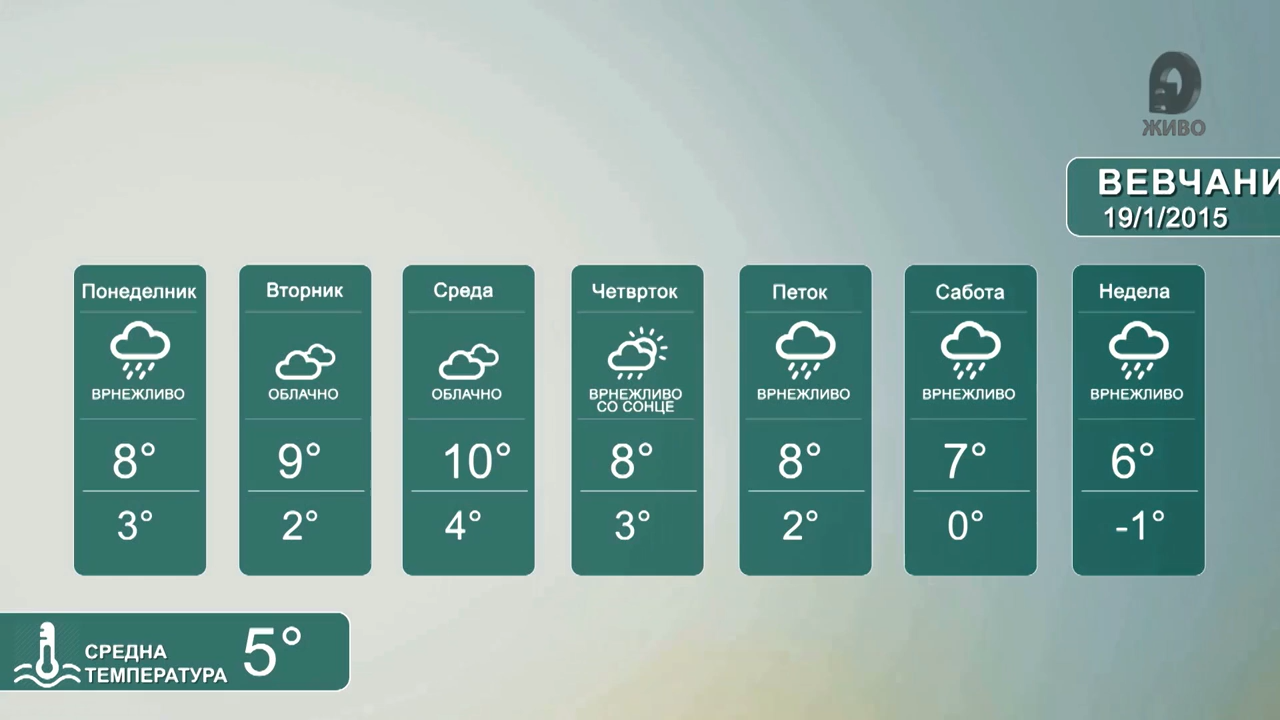 ЖИВО
ВЕВЧАНИ
19/1/2015
Понеделник
ВРНЕЖЛИВО
8°
3°
Вторник
ОБЛАЧНО
9°
2°
Среда
ОБЛАЧНО
10°
4°
Четврток
ВРНЕЖЛИВО
СО СОНЦЕ
8°
3°
Петок
ВРНЕЖЛИВО
8°
2°
Сабота
ВРНЕЖЛИВО
7°
0°
Недела
ВРНЕЖЛИВО
6°
-1°
СРЕДНА
ТЕМПЕРАТУРА
5°